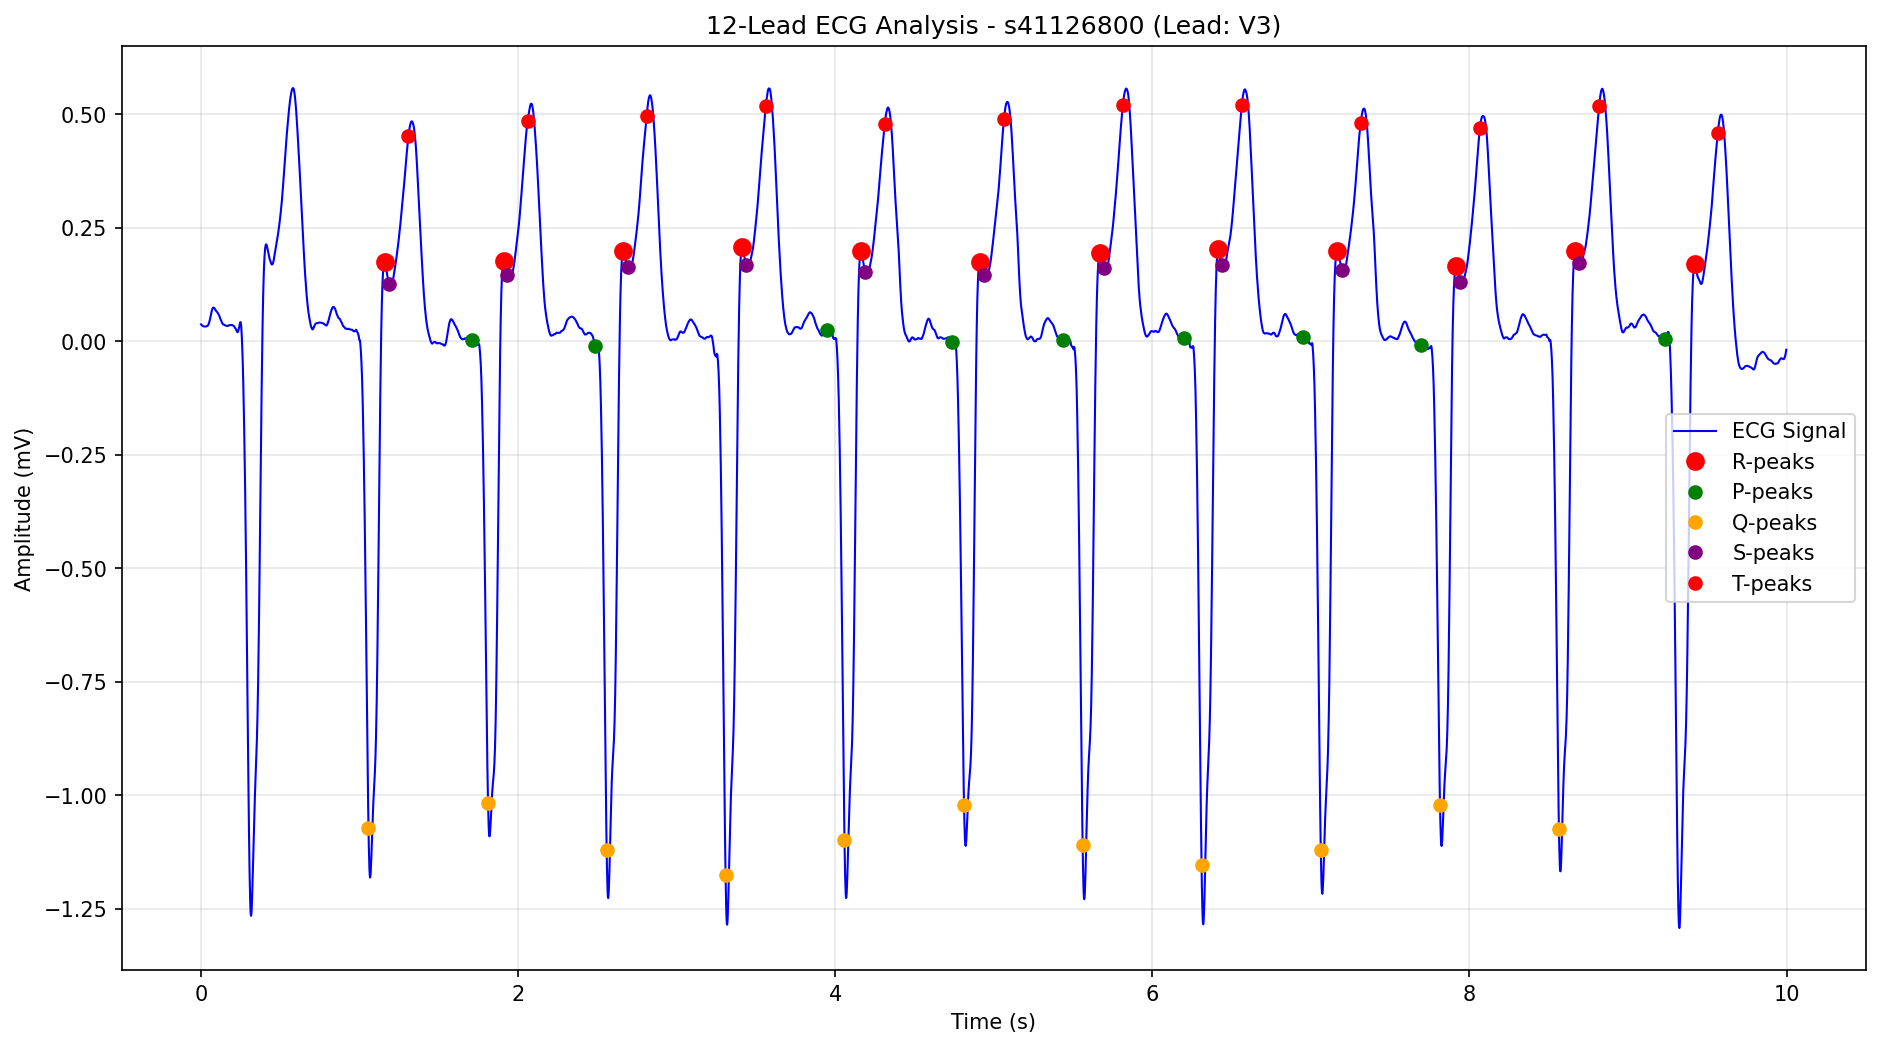 12-Lead ECG Analysis - s41126800 (Lead: V3)
Amplitude (mV)
0.50
0.25
0.00
−0.25
−0.50
−0.75
−1.00
−1.25
ECG Signal
R-peaks
P-peaks
Q-peaks
S-peaks
T-peaks
0 2 4 6 8 10
Time (s)